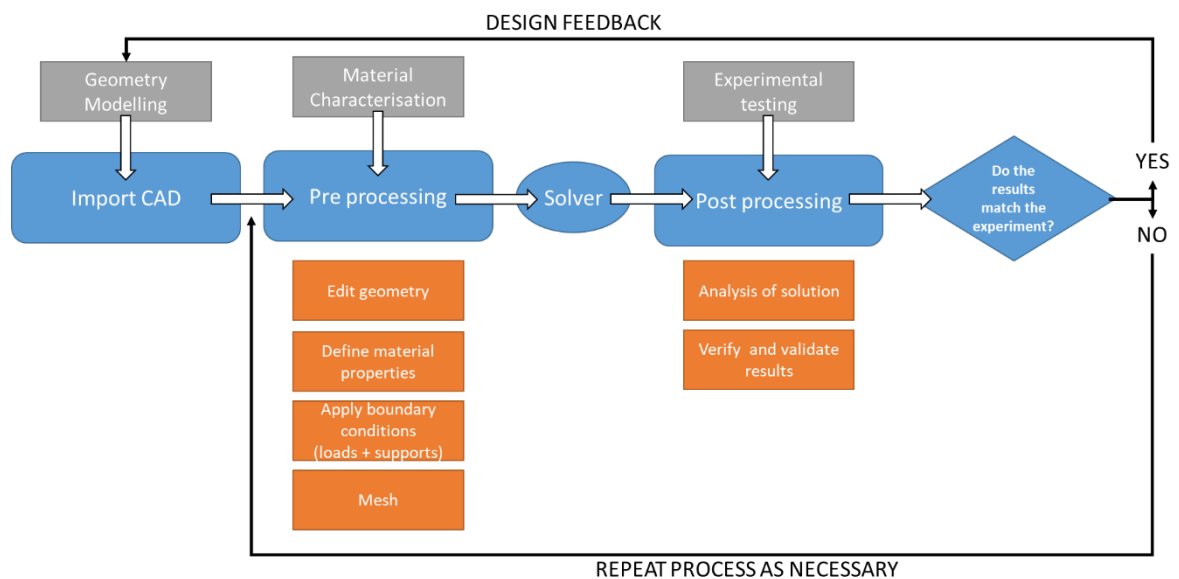 DESIGN FEEDBACK
Geometry
Modelling
Material
Characterisation
Experimental
testing
Import CAD
Pre processing
Solver
Post processing
Do the
results
match the
experiment?
YES
NO
Edit geometry
Define material
properties
Apply boundary
conditions
(loads + supports)
Mesh
Analysis of solution
Verify and validate
results
REPEAT PROCESS AS NECESSARY